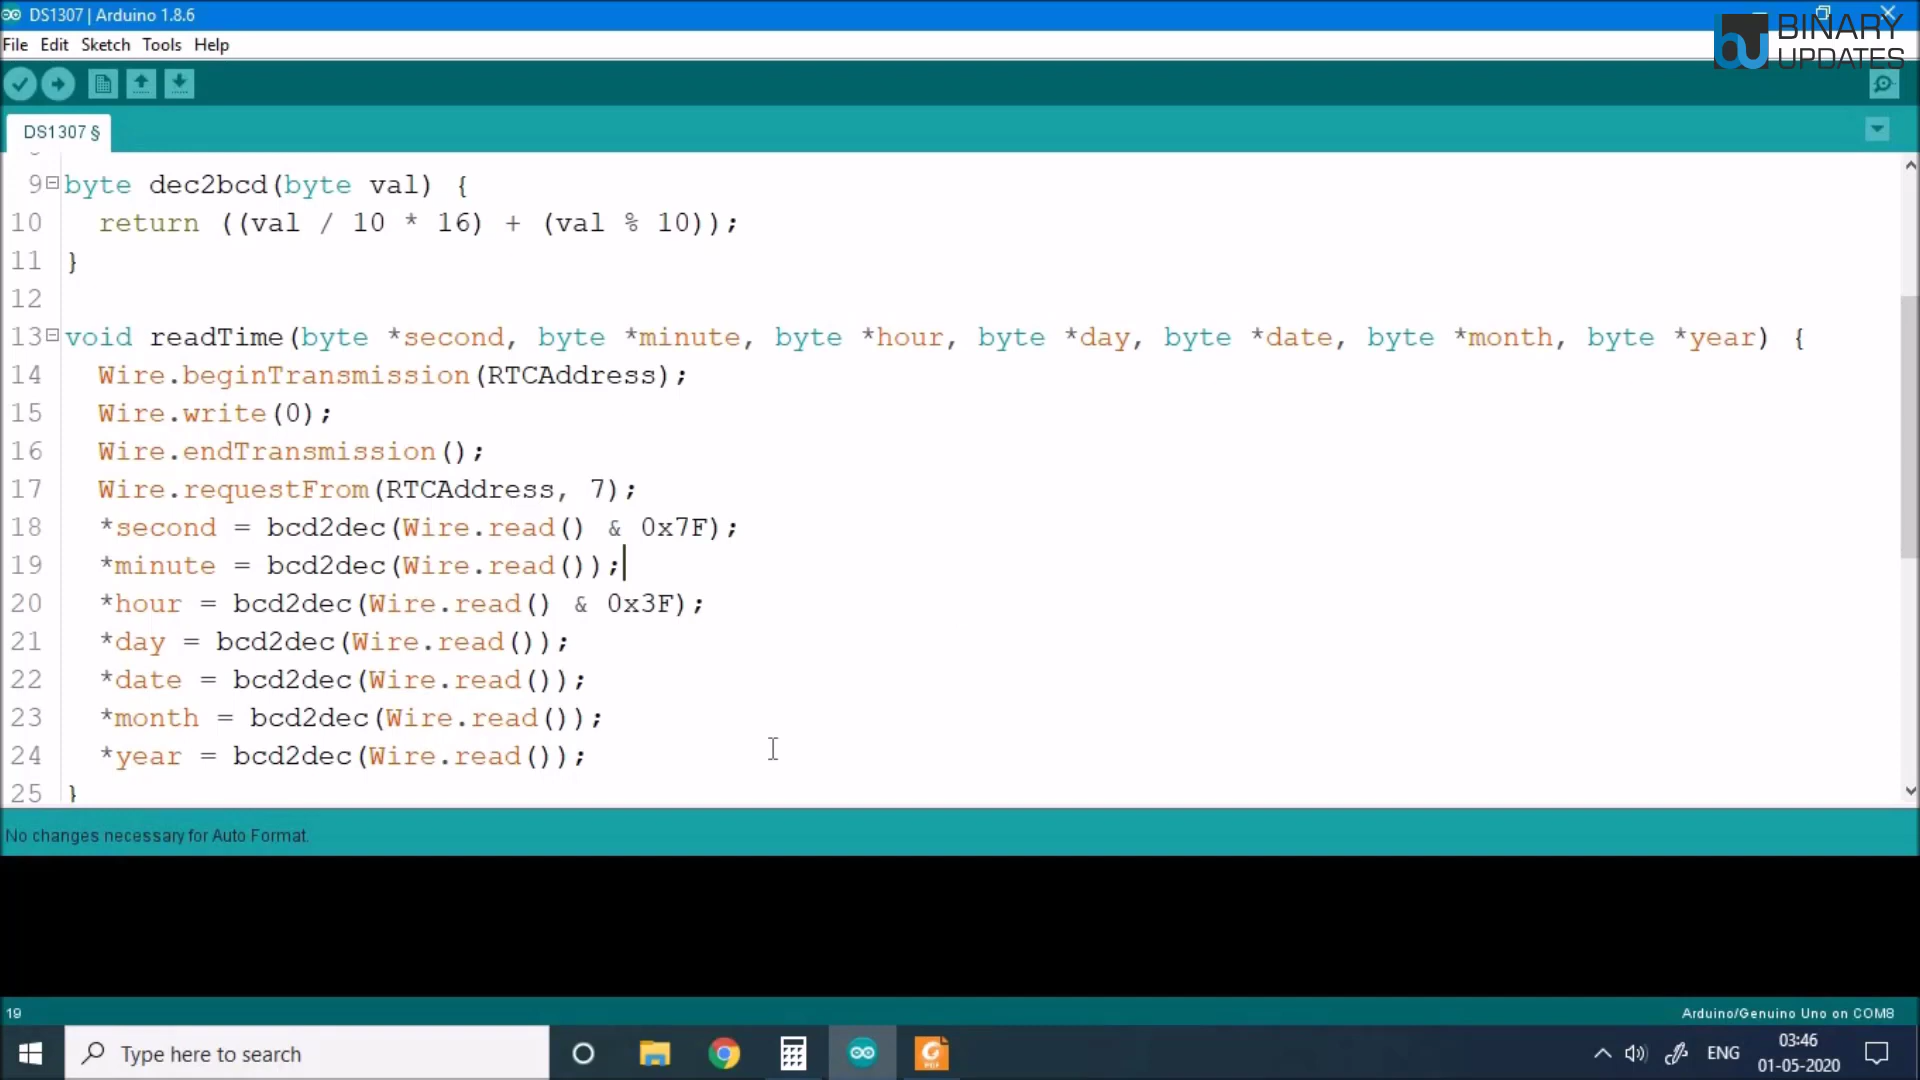 DS1307 | Arduino 1.8.6
BINARY
UPDATES
File Edit Sketch Tools Help
DS1307 §
9 byte dec2bcd(byte val) {
10 return ((val / 10 * 16) + (val % 10));
11 }
12
13 void readTime(byte *second, byte *minute, byte *hour, byte *day, byte *date, byte *month, byte *year) {
14 Wire.beginTransmission(RTCAddress);
15 Wire.write(0);
16 Wire.endTransmission();
17 Wire.requestFrom(RTCAddress, 7);
18 *second = bcd2dec(Wire.read() & 0x7F);
19 *minute = bcd2dec(Wire.read());
20 *hour = bcd2dec(Wire.read() & 0x3F);
21 *day = bcd2dec(Wire.read());
22 *date = bcd2dec(Wire.read());
23 *month = bcd2dec(Wire.read());
24 *year = bcd2dec(Wire.read());
25 }
No changes necessary for Auto Format.
19 Arduino/Genuino Uno on COM8
Type here to search
ENG
03:46
01-05-2020